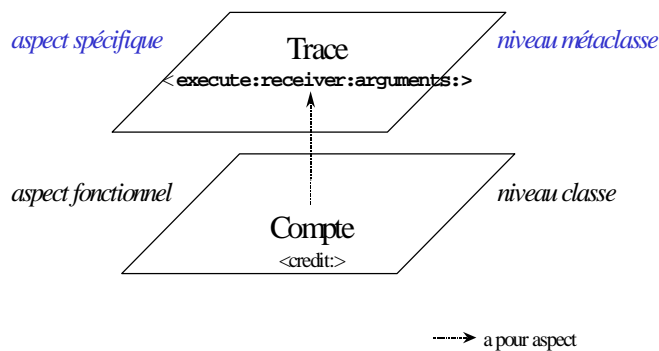 aspect spécifique
niveau métaclasse
Trace
<execute:receiver:arguments:>
aspect fonctionnel
niveau classe
Compte
<credit:>
a pour aspect